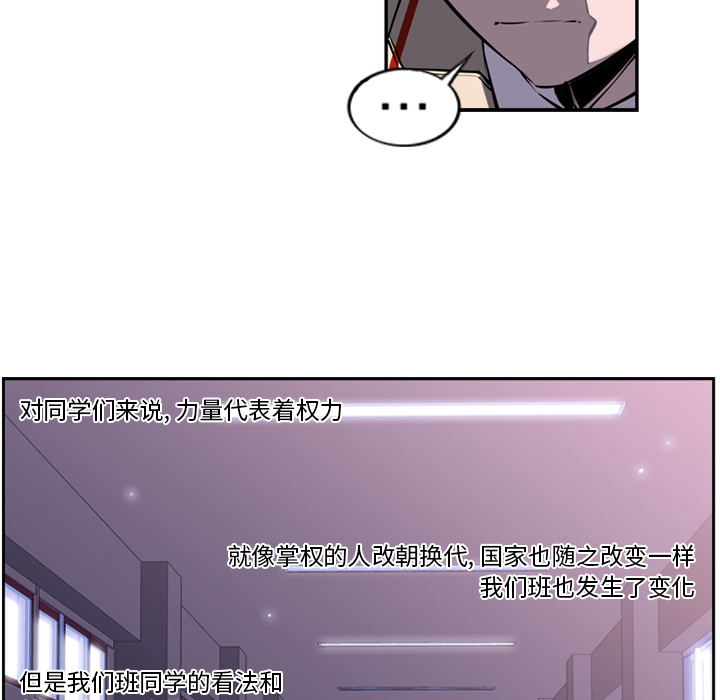 ...
对同学们来说, 力量代表着权力
就像掌权的人改朝换代, 国家也随之改变一样
我们班也发生了变化
但是我们班同学的看法和